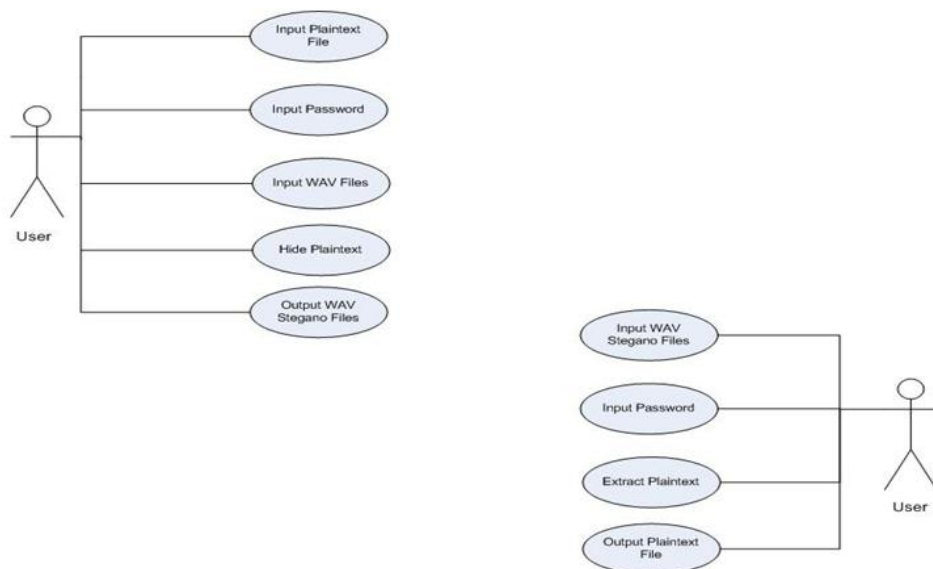 Input Plaintext
File
Input Password
Input WAV Files
User
Hide Plaintext
Output WAV
Stegano Files
Input WAV
Stegano Files
Input Password
Extract Plaintext
User
Output Plaintext
File